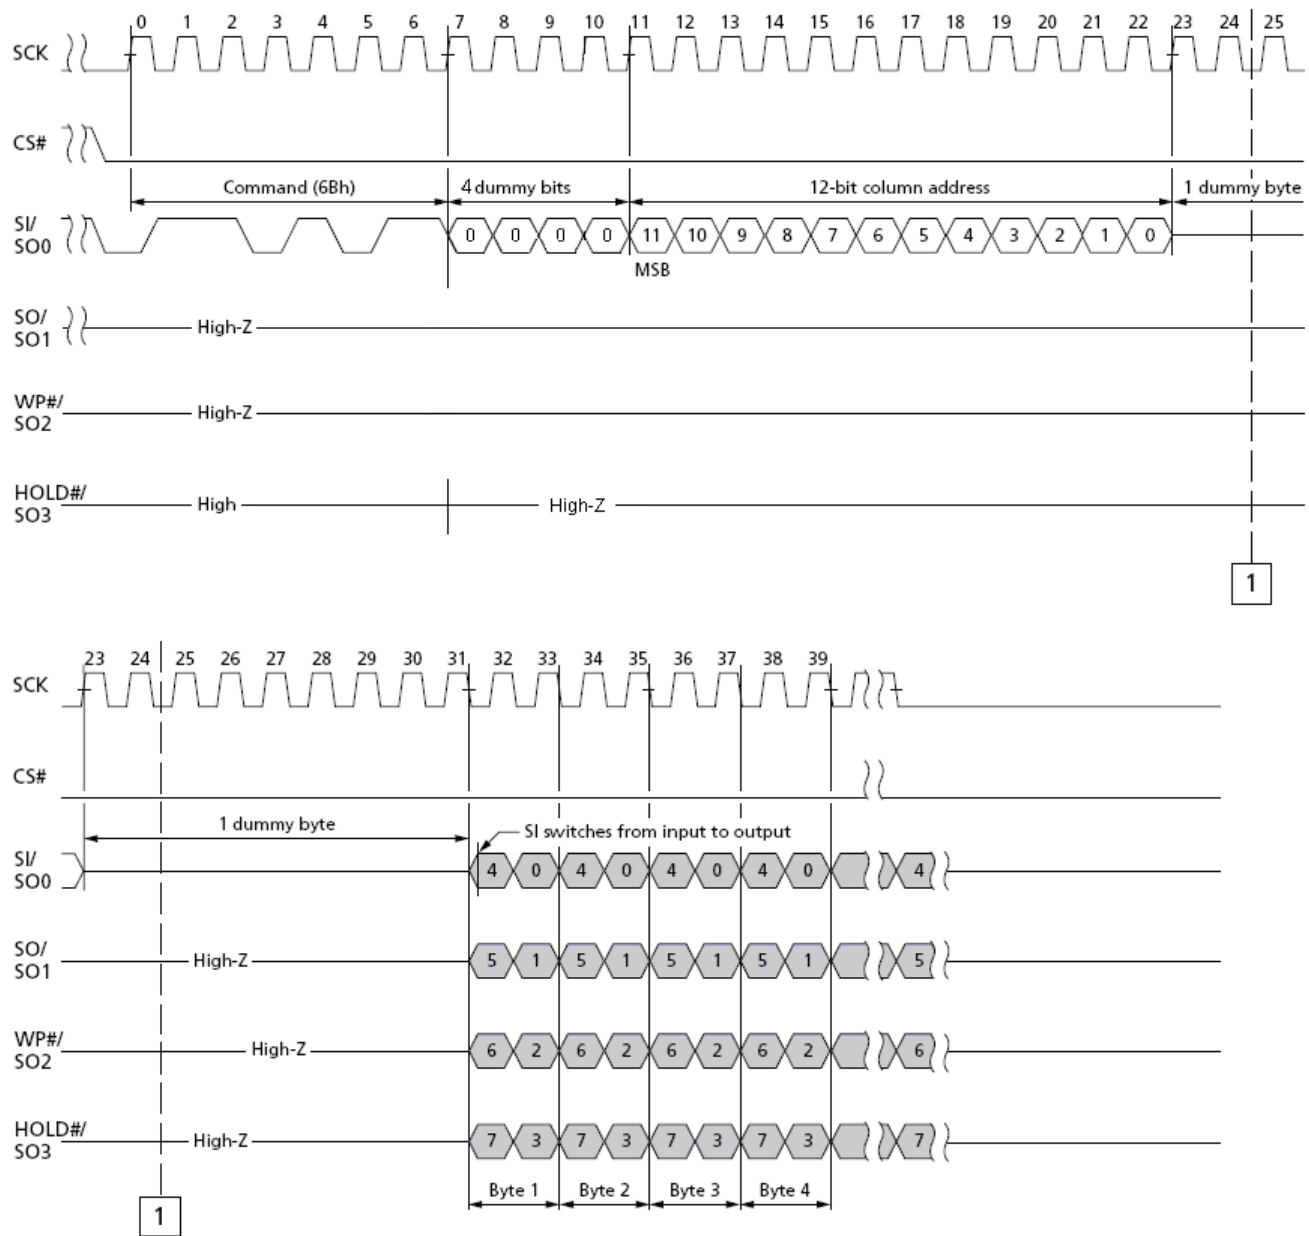 0 1 2 3 4 5 6 7 8 9 10 11 12 13 14 15 16 17 18 19 20 21 22 23 24 25
SCK
CS#
Command (6Bh) 4 dummy bits 12-bit column address 1 dummy byte
SI/
SO0
0 0 0 0 11 10 9 8 7 6 5 4 3 2 1 0
MSB
SO/
SO1
High-Z
WP#/
SO2
High-Z
HOLD#/
SO3
High High-Z
1
23 24 25 26 27 28 29 30 31 32 33 34 35 36 37 38 39
SCK
CS#
1 dummy byte
SI switches from input to output
SI/
SO0
4 0 4 0 4 0 4 0 4
SO/
SO1
High-Z 5 1 5 1 5 1 5 1 5
WP#/
SO2
High-Z 6 2 6 2 6 2 6 2 6
HOLD#/
SO3
High-Z 7 3 7 3 7 3 7 3 7
Byte 1 Byte 2 Byte 3 Byte 4
1